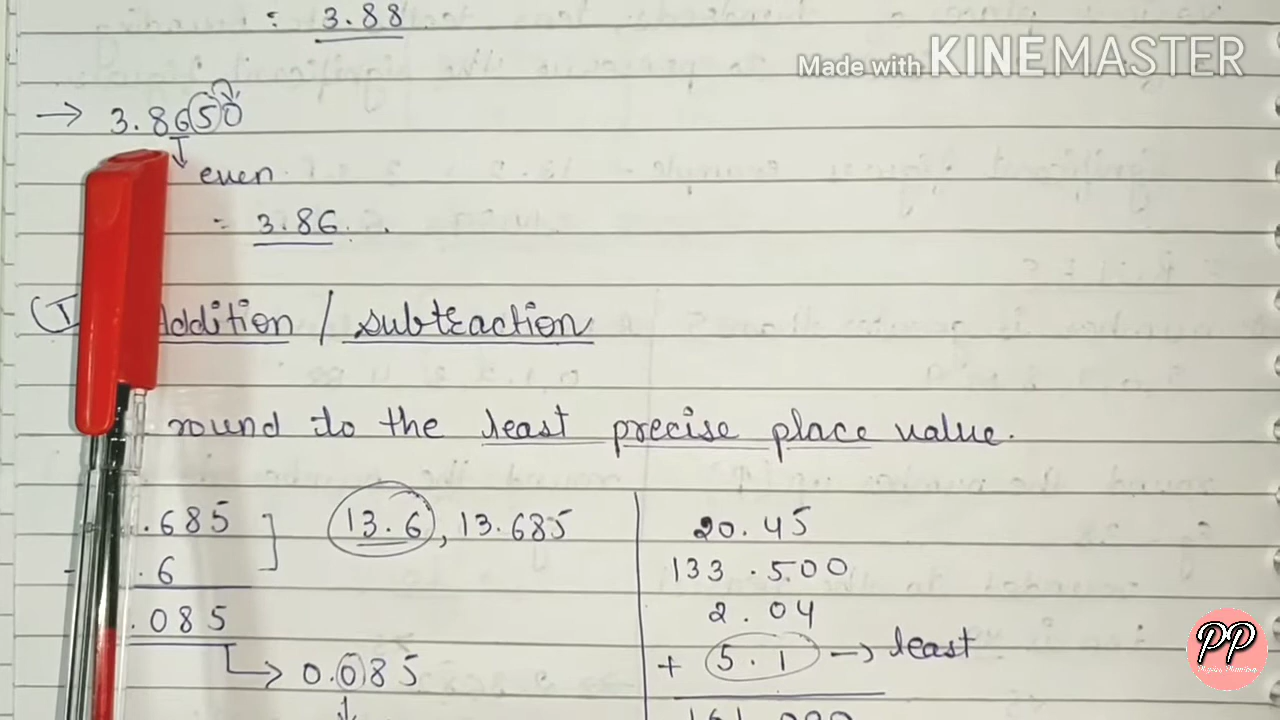 : 3.88
Made with KINEMASTER
→ 3.8650
even
= 3.86.
(I Addition / subtraction
round to the least precise place value.
.685 ] 13.6, 13.685
- .6
.085
→ 0.085
20.45
133.500
2.04
+ 5.1 → least
PP